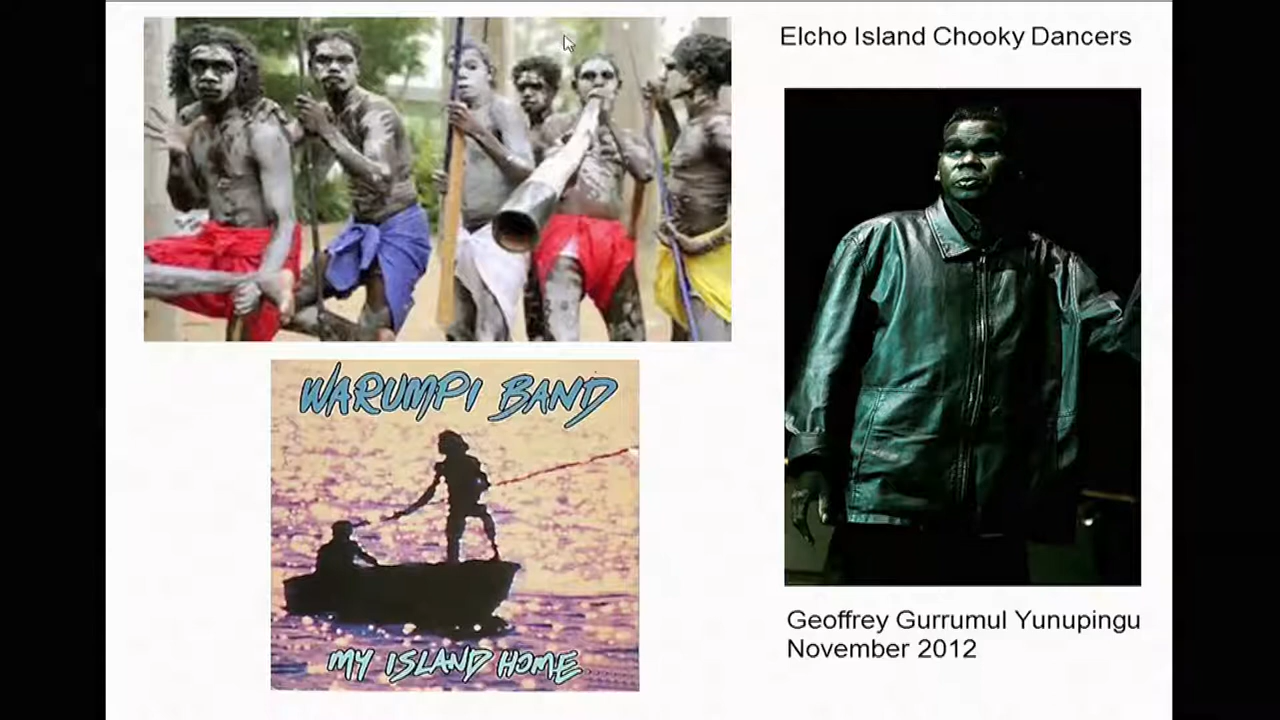 Elcho Island Chooky Dancers
WARUMPI BAND
MY ISLAND HOME
Geoffrey Gurrumul Yunupingu
November 2012